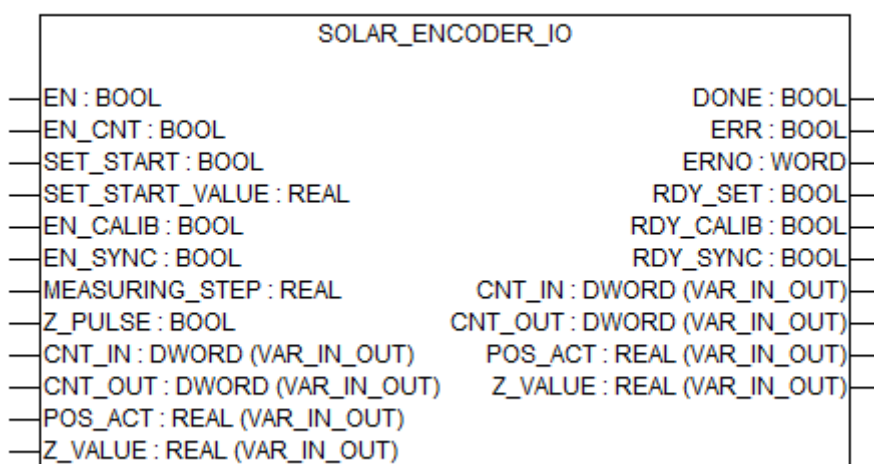 SOLAR_ENCODER_IO
EN : BOOL DONE : BOOL
EN_CNT : BOOL ERR : BOOL
SET_START : BOOL ERNO : WORD
SET_START_VALUE : REAL RDY_SET : BOOL
EN_CALIB : BOOL RDY_CALIB : BOOL
EN_SYNC : BOOL RDY_SYNC : BOOL
MEASURING_STEP : REAL CNT_IN : DWORD (VAR_IN_OUT)
Z_PULSE : BOOL CNT_OUT : DWORD (VAR_IN_OUT)
CNT_IN : DWORD (VAR_IN_OUT) POS_ACT : REAL (VAR_IN_OUT)
CNT_OUT : DWORD (VAR_IN_OUT) Z_VALUE : REAL (VAR_IN_OUT)
POS_ACT : REAL (VAR_IN_OUT)
Z_VALUE : REAL (VAR_IN_OUT)